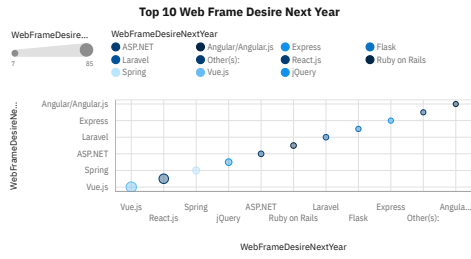 Top 10 Web Frame Desire Next Year
WebFrameDesire...
7
85
WebFrameDesireNextYear
ASP.NET
Angular/Angular.js
Express
Flask
Laravel
Other(s):
React.js
Ruby on Rails
Spring
Vue.js
jQuery
WebFrameDesireNe...
Angular/Angular.js
Express
Laravel
ASP.NET
Spring
Vue.js
Vue.js
Spring
ASP.NET
Laravel
Express
Angula...
React.js
jQuery
Ruby on Rails
Flask
Other(s):
WebFrameDesireNextYear